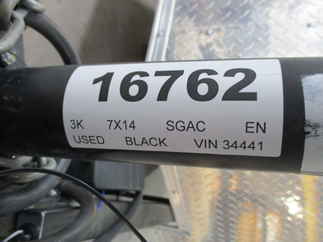 16762
3K 7X14 SGAC EN
USED BLACK VIN 34441